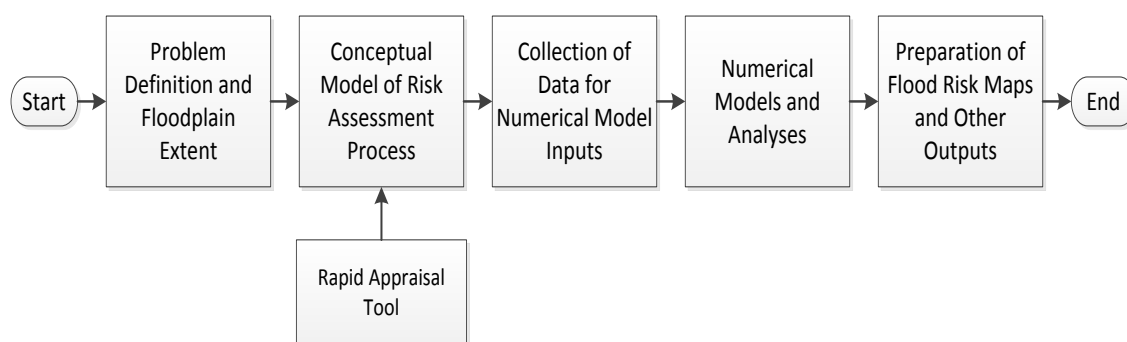 Start
Problem
Definition and
Floodplain
Extent
Conceptual
Model of Risk
Assessment
Process
Collection of
Data for
Numerical Model
Inputs
Numerical
Models and
Analyses
Preparation of
Flood Risk Maps
and Other
Outputs
End
Rapid Appraisal
Tool